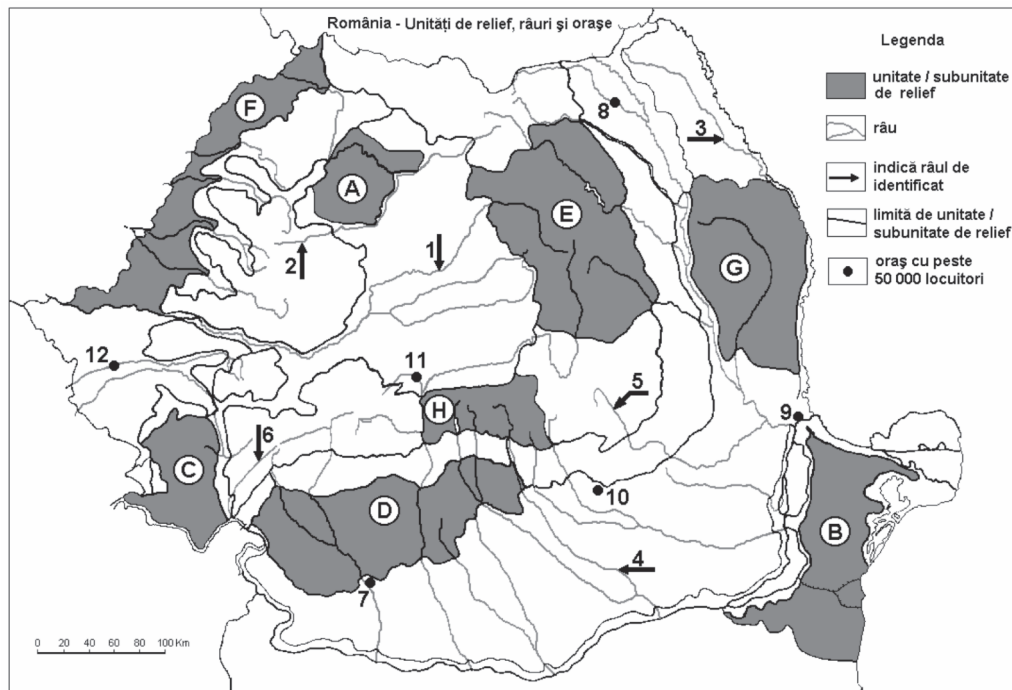 România - Unități de relief, râuri și orașe
Legenda
unitate / subunitate
de relief
râu
indică râul de
identificat
limită de unitate /
subunitate de relief
oraș cu peste
50 000 locuitori
F
8
3
A
E
1
2
G
12
11
H
5
9
6
C
D
10
B
4
7
0 20 40 60 80 100 Km